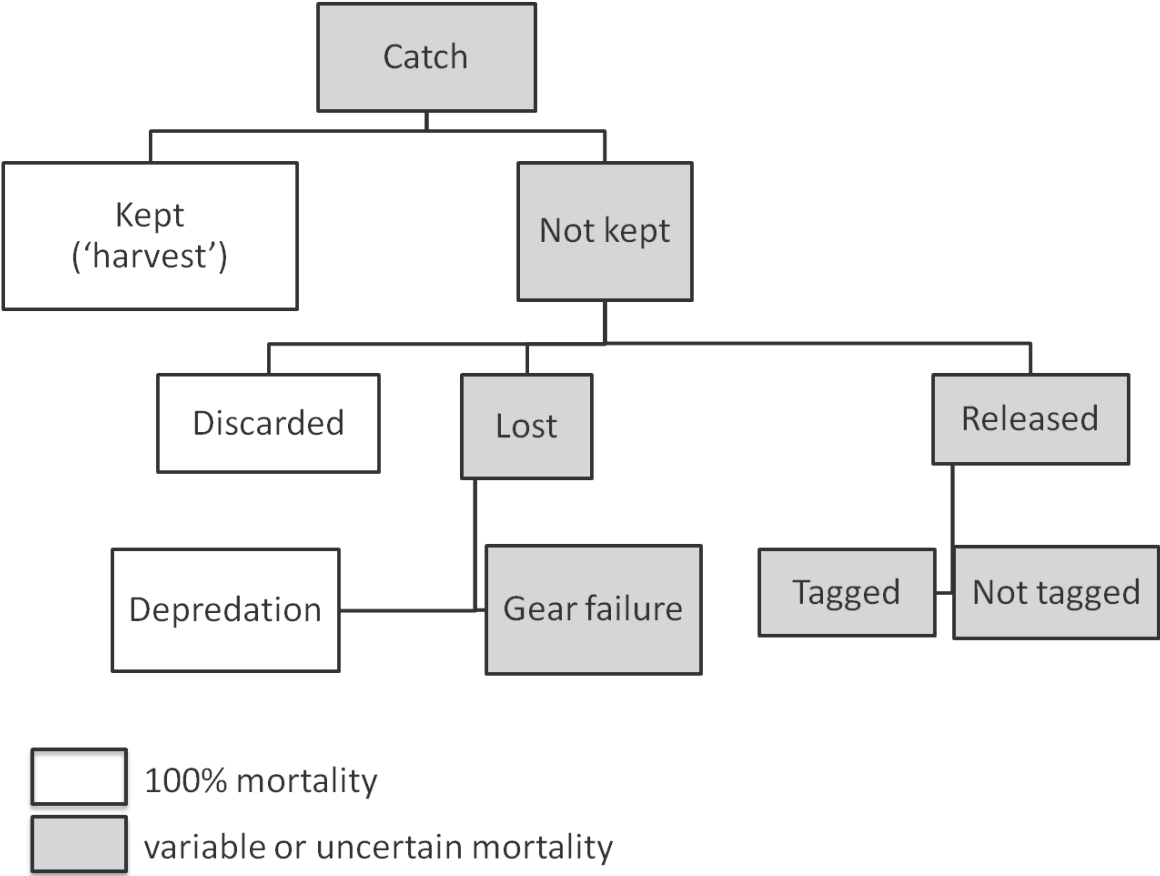 Catch
Kept
(‘harvest’)
Not kept
Discarded
Lost
Released
Depredation
Gear failure
Tagged
Not tagged
100% mortality
variable or uncertain mortality